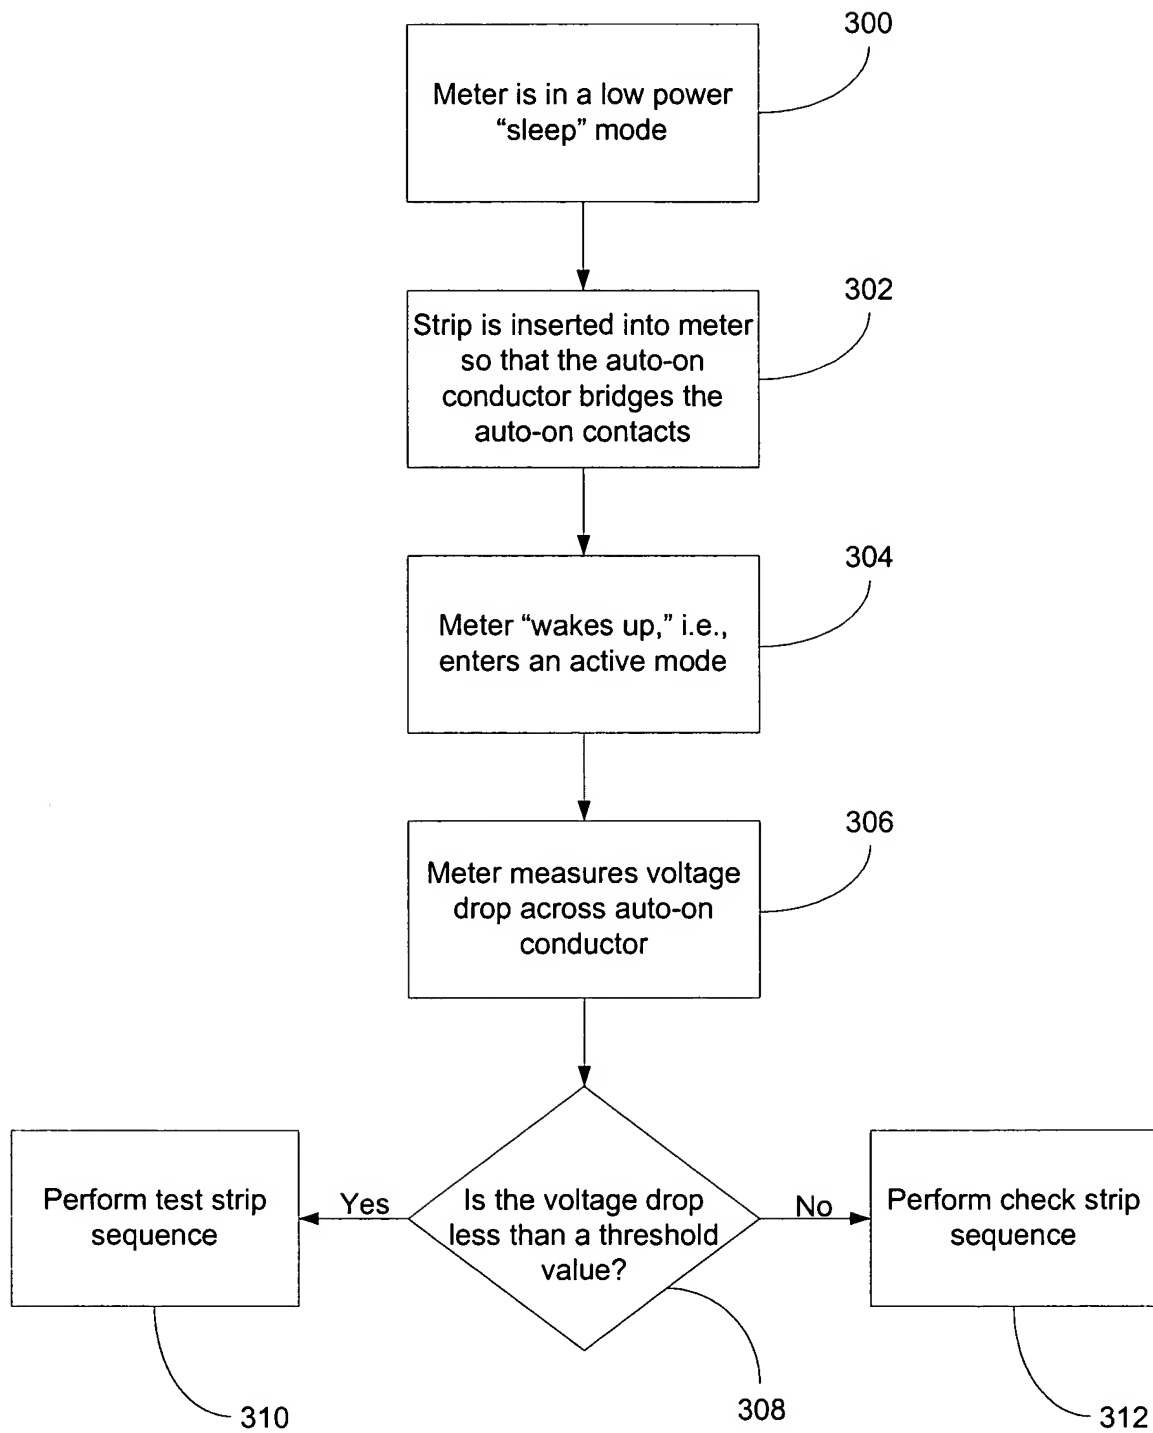 300
Meter is in a low power
“sleep” mode
302
Strip is inserted into meter
so that the auto-on
conductor bridges the
auto-on contacts
304
Meter “wakes up,” i.e.,
enters an active mode
306
Meter measures voltage
drop across auto-on
conductor
Perform test strip
sequence
Yes
Is the voltage drop
less than a threshold
value?
No
Perform check strip
sequence
310
308
312